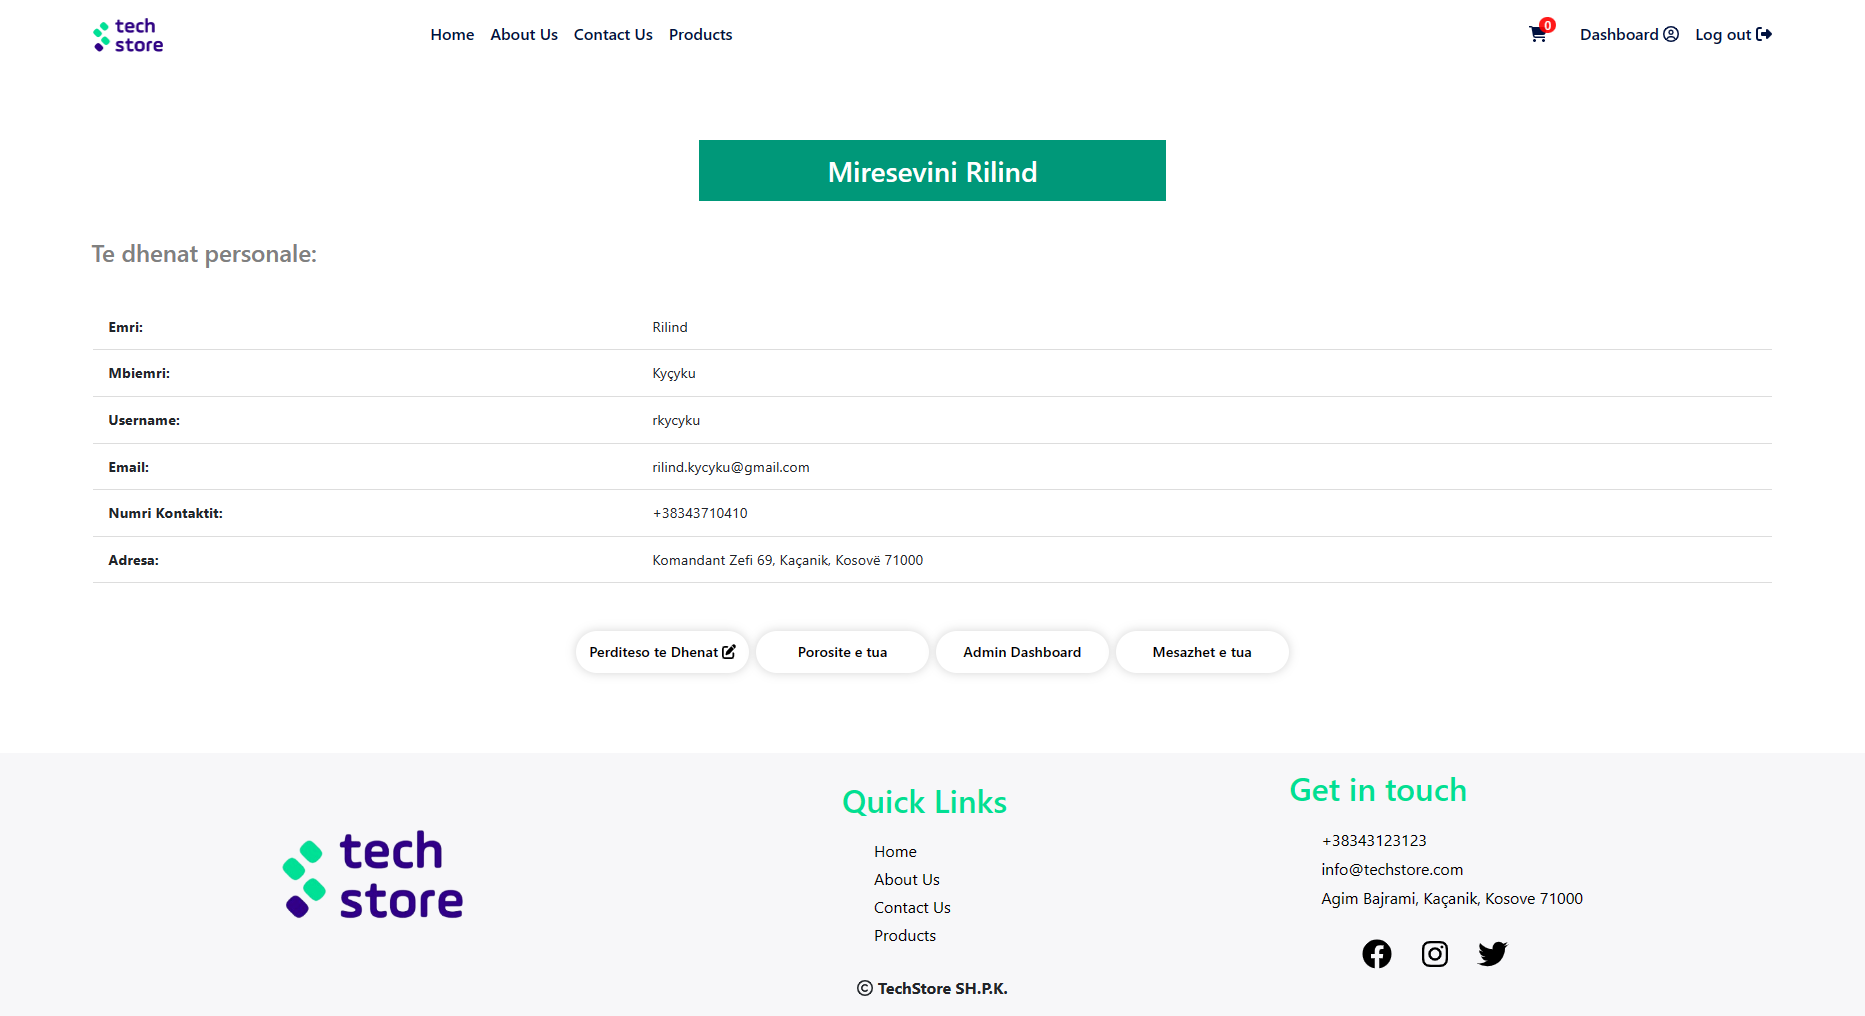 tech
store
Home About Us Contact Us Products
0
Dashboard Log out
Miresevini Rilind
Te dhenat personale:
Emri: Rilind
Mbiemri: Kyçyku
Username: rkycyku
Email: rilind.kycyku@gmail.com
Numri Kontaktit: +38343710410
Adresa: Komandant Zefi 69, Kaçanik, Kosovë 71000
Perditeso te Dhenat Porosite e tua Admin Dashboard Mesazhet e tua
tech
store
Quick Links
Home
About Us
Contact Us
Products
Get in touch
+38343123123
info@techstore.com
Agim Bajrami, Kaçanik, Kosove 71000
© TechStore SH.P.K.